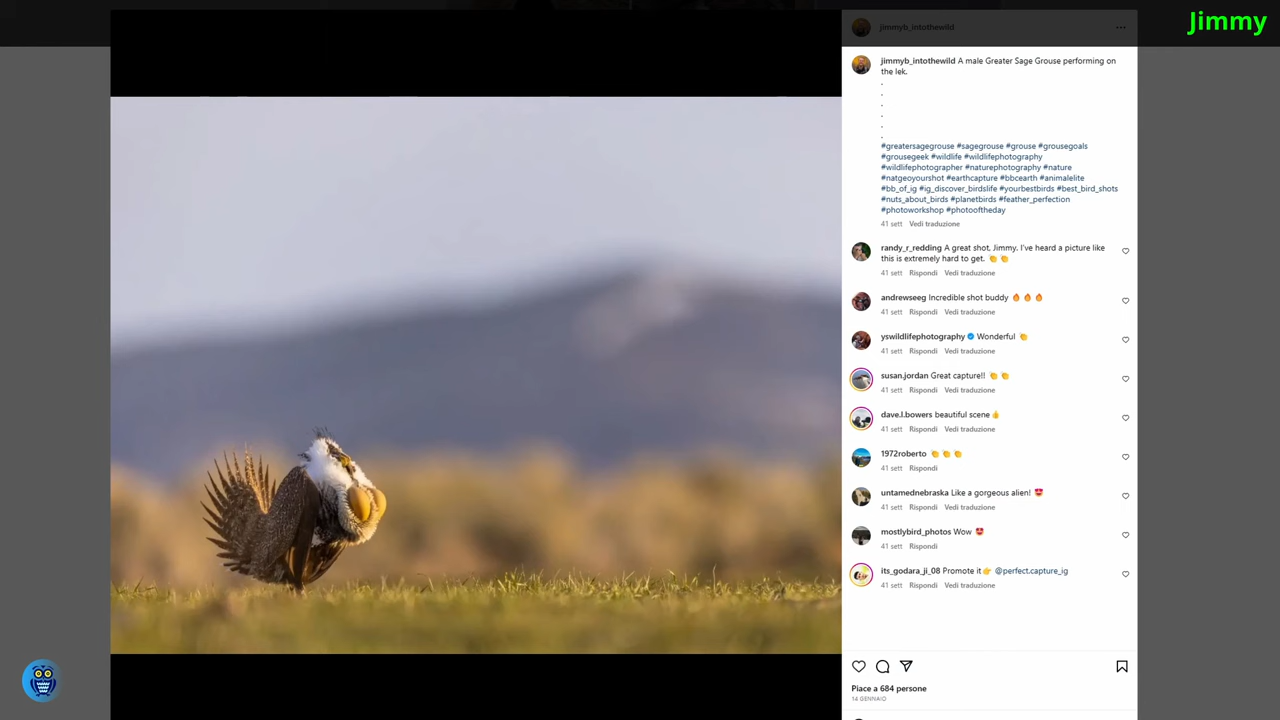 Jimmy
jimmyb_intothewild
jimmyb_intothewild A male Greater Sage Grouse performing on
the lek.
.
.
.
.
.
.
#greatersagegrouse #sagegrouse #grouse #grousegoals
#grousegeek #wildlife #wildlifephotography
#wildlifephotographer #naturephotography #nature
#natgeoyourshot #earthcapture #bbcearth #animalelite
#bb_of_ig #ig_discover_birdslife #yourbestbirds #best_bird_shots
#nuts_about_birds #planetbirds #feather_perfection
#photoworkshop #photooftheday
41 sett Vedi traduzione
randy_r_redding A great shot, Jimmy. I've heard a picture like
this is extremely hard to get. 👏 👏
41 sett Rispondi Vedi traduzione
andrewseeg Incredible shot buddy 🔥 🔥 🔥
41 sett Rispondi Vedi traduzione
yswildlifephotography Wonderful 👏
41 sett Rispondi Vedi traduzione
susan.jordan Great capture!! 👏 👏
41 sett Rispondi Vedi traduzione
dave.l.bowers beautiful scene👍
41 sett Rispondi Vedi traduzione
1972roberto 👏 👏 👏
41 sett Rispondi
untamednebraska Like a gorgeous alien! 😍
41 sett Rispondi Vedi traduzione
mostlybird_photos Wow 😍
41 sett Rispondi
its_godara_ji_08 Promote it👉 @perfect.capture_ig
41 sett Rispondi Vedi traduzione
Piace a 684 persone
14 GENNAIO